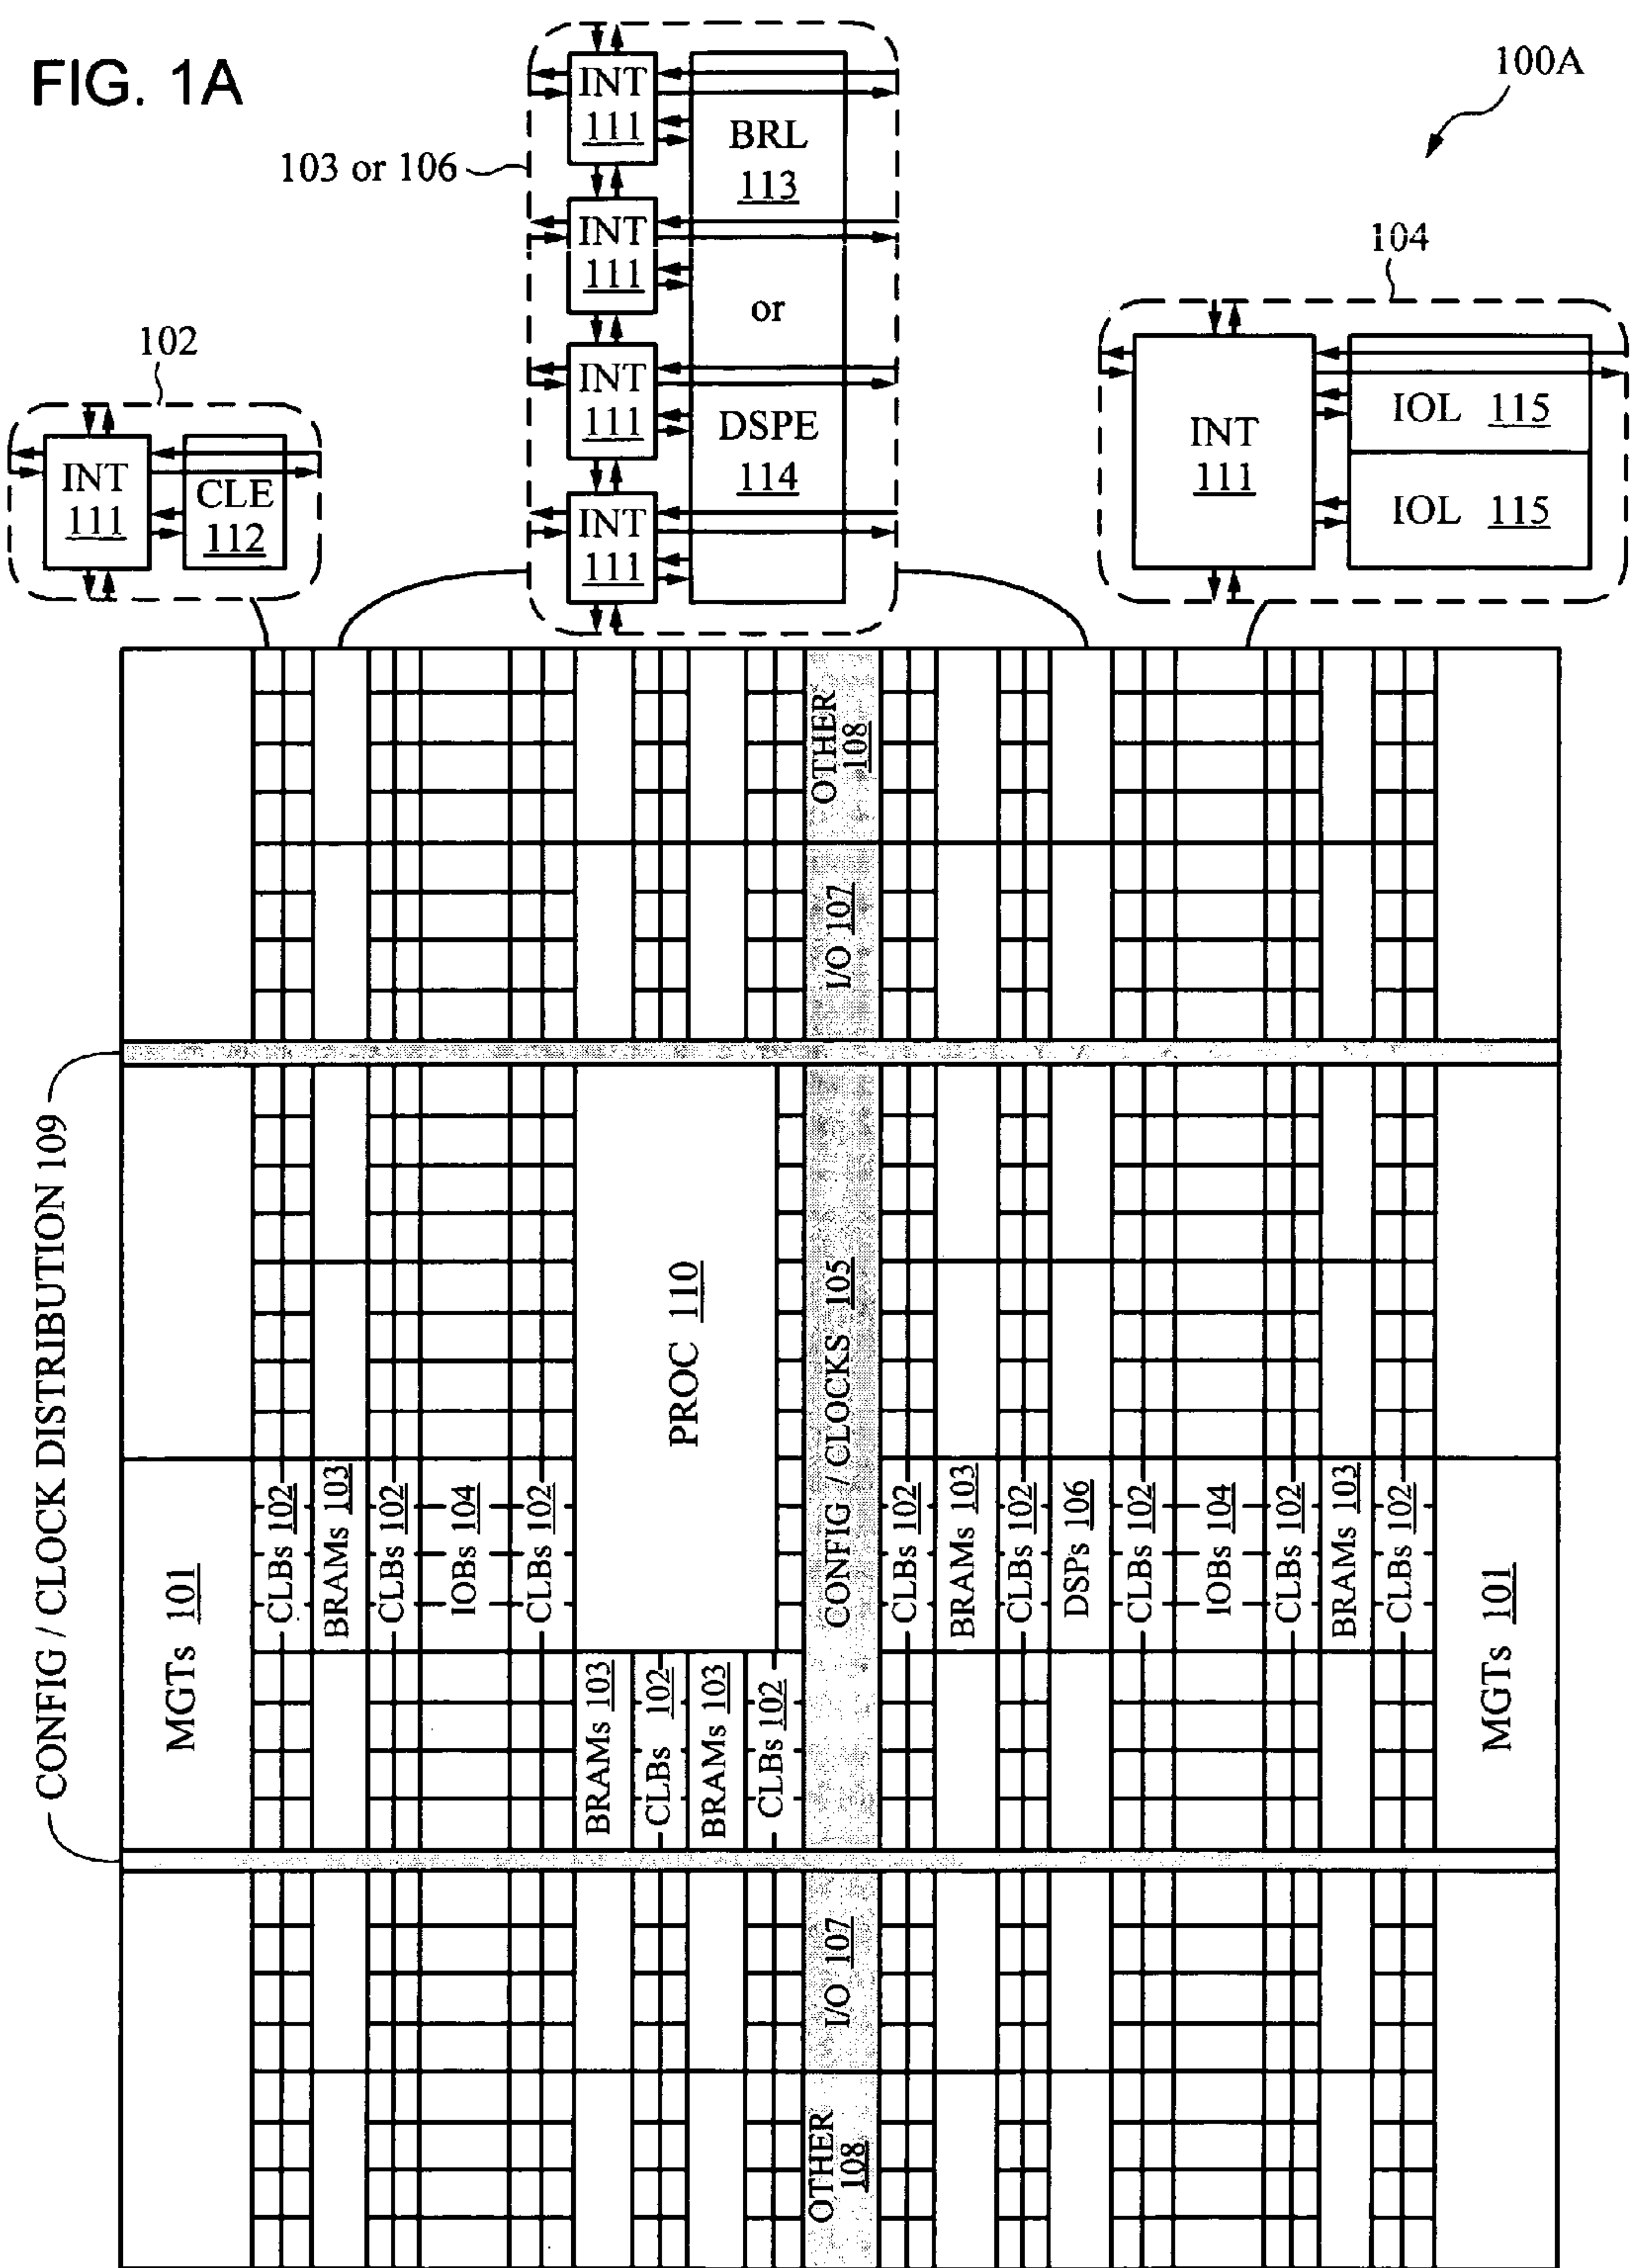 FIG. 1A
100A
103 or 106
INT
111
INT
111
INT
111
INT
111
BRL
113
or
DSPE
114
104
INT
111
IOL 115
IOL 115
102
INT
111
CLE
112
OTHER
108
I/O 107
CONFIG / CLOCK DISTRIBUTION 109
PROC 110
CONFIG / CLOCKS 105
MGTs 101
CLBs 102
BRAMs 103
CLBs 102
IOBs 104
CLBs 102
BRAMs 103
CLBs 102
BRAMs 103
CLBs 102
CLBs 102
BRAMs 103
CLBs 102
DSPs 106
CLBs 102
IOBs 104
CLBs 102
BRAMs 103
CLBs 102
MGTs 101
I/O 107
OTHER
108